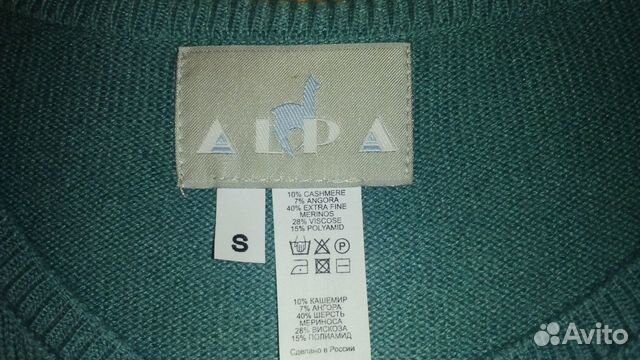 ALPA
S
10% CASHMERE
7% ANGORA
40% EXTRA FINE
MERINOS
28% VISCOSE
15% POLYAMID
P
10% КАШЕМИР
7% АНГОРА
40% ШЕРСТЬ
МЕРИНОСА
28% ВИСКОЗА
15% ПОЛИАМИД
Сделано в России
Avito